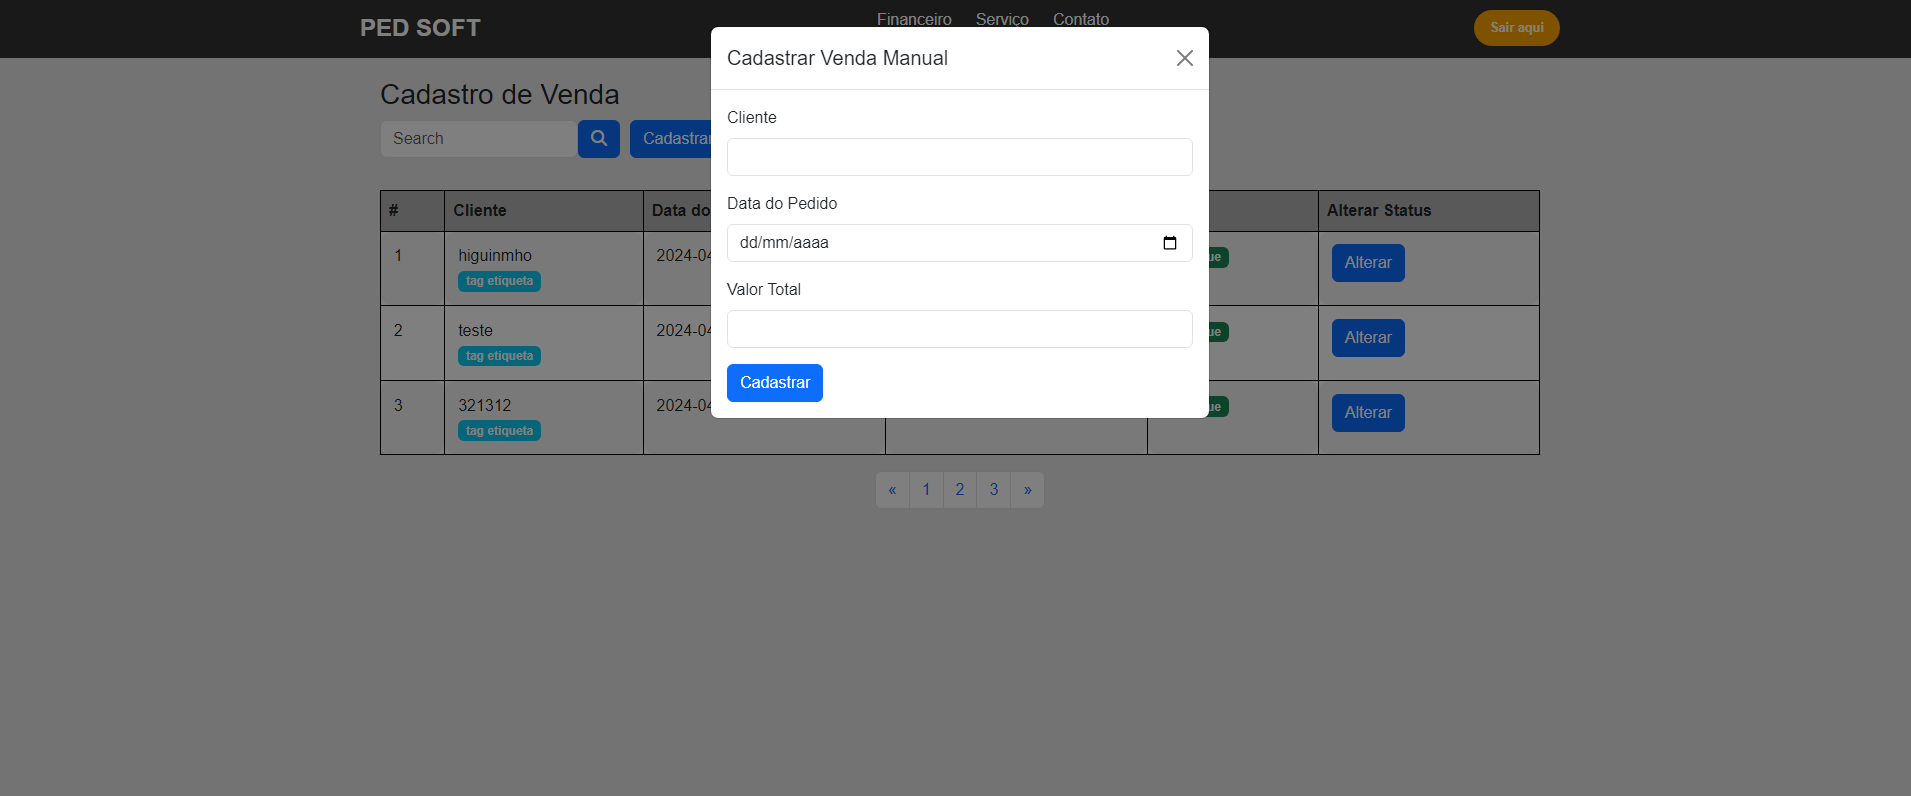 PED SOFT
Financeiro Serviço Contato
Sair aqui
Cadastrar Venda Manual
Cadastro de Venda
Search
Cadastrar
Cliente
Data do Pedido
dd/mm/aaaa
Valor Total
Cadastrar
# Cliente Data do Alterar Status
1 higuinmho 2024-04 ue Alterar
tag etiqueta
2 teste 2024-04 ue Alterar
tag etiqueta
3 321312 2024-04 ue Alterar
tag etiqueta
« 1 2 3 »